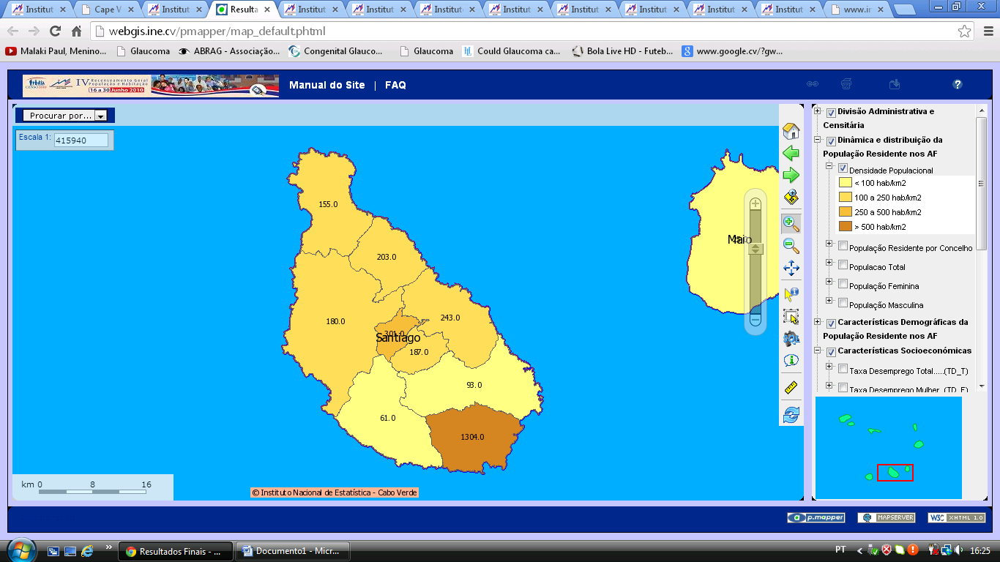 Institut
Cape V
Institut
Resulta
Institut
Institut
Institut
Institut
Institut
Institut
Institut
Institut
www.ir
webgis.ine.cv/pmapper/map_default.phtml
Malaki Paul, Menino...
Glaucoma
ABRAG - Associação...
Congenital Glauco...
Glaucoma
Could Glaucoma ca...
Bola Live HD - Futeb...
www.google.cv/?gw...
IV Recenseamento Geral
População e Habitação
16 a 30 Junho 2010
Manual do Site | FAQ
Procurar por...
Escala 1: 415940
155.0
203.0
180.0
243.0
301.0
Santiago
187.0
93.0
61.0
1304.0
Maio
km 0 8 16
© Instituto Nacional de Estatística - Cabo Verde
Divisão Administrativa e
Censitária
Dinâmica e distribuição da
População Residente nos AF
Densidade Populacional
< 100 hab/km2
100 a 250 hab/km2
250 a 500 hab/km2
> 500 hab/km2
População Residente por Concelho
Populacao Total
População Feminina
População Masculina
Características Demográficas da
População Residente nos AF
Características Socioeconómicas
Taxa Desemprego Total.....(TD_T)
Taxa Desemprego Mulher (TD_F)
p.mapper
MAPSERVER
W3C XHTML 1.0
Resultados Finais - ...
Documento1 - Micr...
PT
16:25